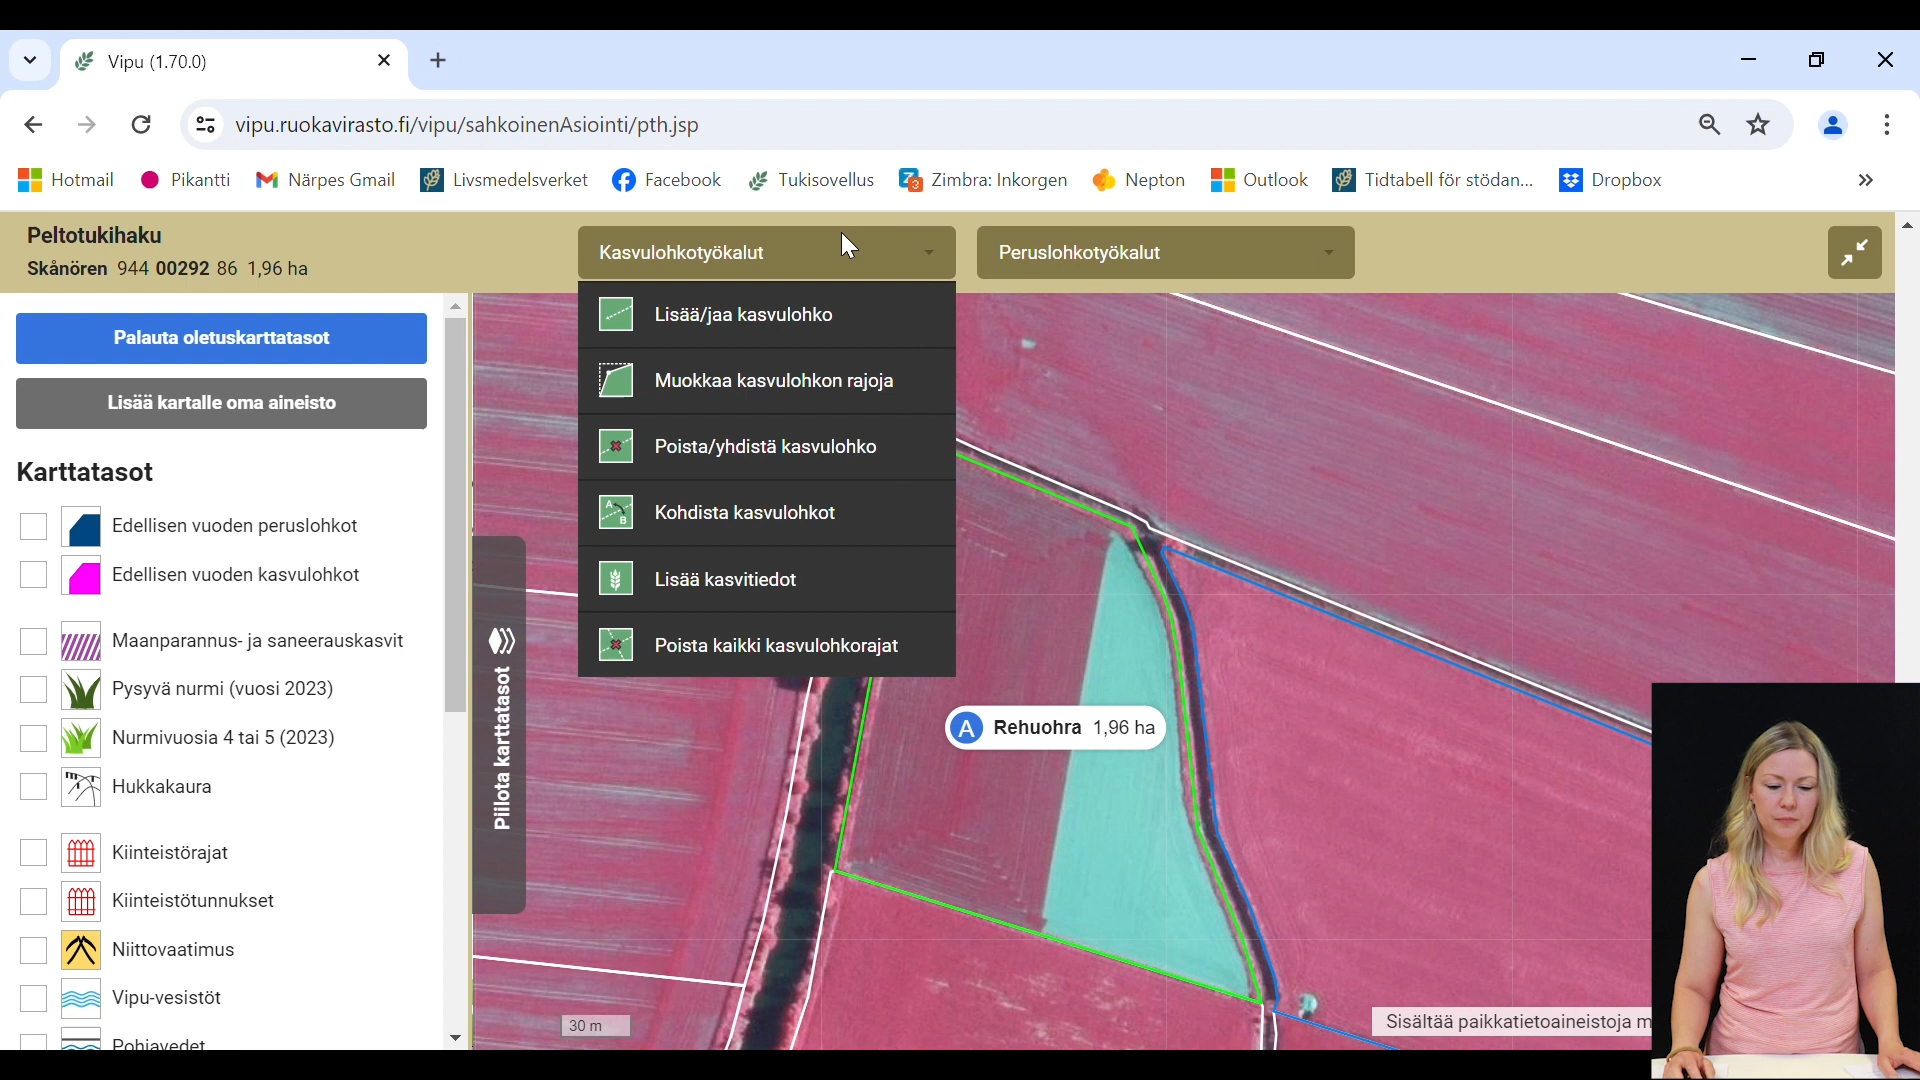 Vipu (1.70.0)
vipu.ruokavirasto.fi/vipu/sahkoinenAsiointi/pth.jsp
Hotmail Pikantti Närpes Gmail Livsmedelsverket Facebook Tukisovellus Zimbra: Inkorgen Nepton Outlook Tidtabell för stödan... Dropbox
Peltotukihaku
Skånören 944 00292 86 1,96 ha
Kasvulohkotyökalut
Peruslohkotyökalut
Lisää/jaa kasvulohko
Muokkaa kasvulohkon rajoja
Poista/yhdistä kasvulohko
A
B
Kohdista kasvulohkot
Lisää kasvitiedot
Poista kaikki kasvulohkorajat
Palauta oletuskarttatasot
Lisää kartalle oma aineisto
Karttatasot
Edellisen vuoden peruslohkot
Edellisen vuoden kasvulohkot
Maanparannus- ja saneerauskasvit
Pysyvä nurmi (vuosi 2023)
Nurmivuosia 4 tai 5 (2023)
Hukkakaura
Kiinteistörajat
Kiinteistötunnukset
Niittovaatimus
Vipu-vesistöt
Pohjavedet
Piilota karttatasot
A Rehuohra 1,96 ha
30 m
Sisältää paikkatietoaineistoja m